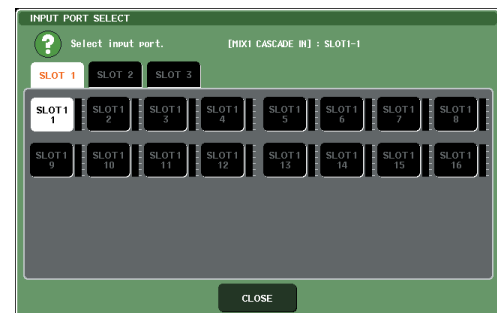 INPUT PORT SELECT
? Select input port. [MIX1 CASCADE IN] : SLOT1-1
SLOT 1 SLOT 2 SLOT 3
SLOT1 SLOT1 SLOT1 SLOT1 SLOT1 SLOT1 SLOT1 SLOT1
1 2 3 4 5 6 7 8
SLOT1 SLOT1 SLOT1 SLOT1 SLOT1 SLOT1 SLOT1 SLOT1
9 10 11 12 13 14 15 16
CLOSE